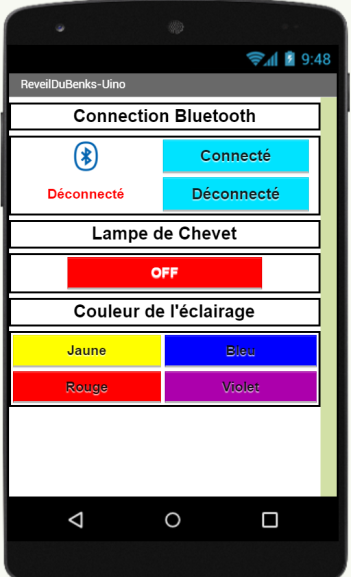 9:48
ReveilDuBenks-Uino
Connection Bluetooth
Connecté
Déconnecté Déconnecté
Lampe de Chevet
OFF
Couleur de l'éclairage
Jaune Bleu
Rouge Violet